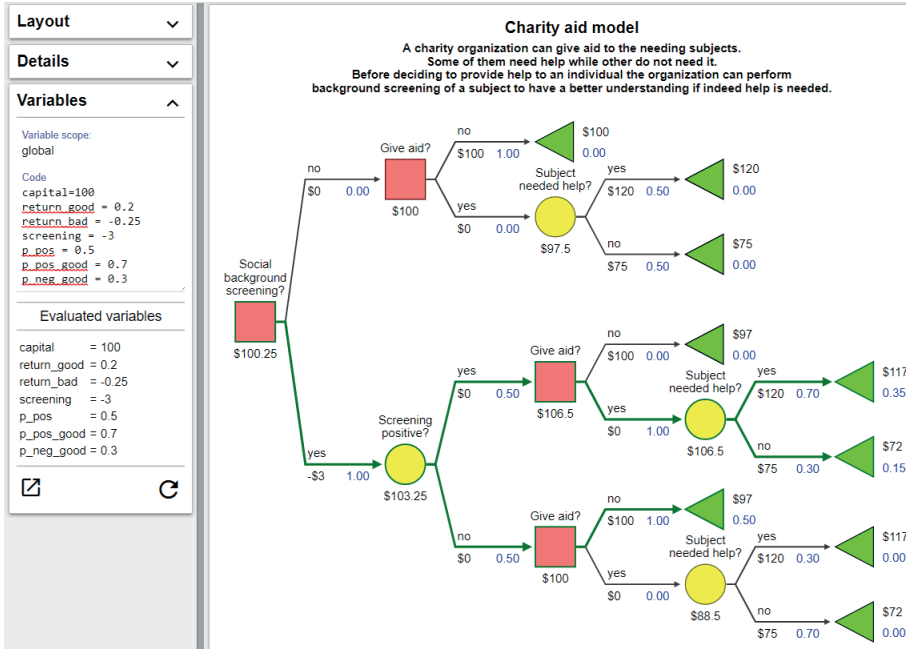 Layout
Details
Variables
Variable scope:
global
Code
capital=100
return_good = 0.2
return_bad = -0.25
screening = -3
p_pos = 0.5
p_pos_good = 0.7
p_neg_good = 0.3
Evaluated variables
capital = 100
return_good = 0.2
return_bad = -0.25
screening = -3
p_pos = 0.5
p_pos_good = 0.7
p_neg_good = 0.3
Charity aid model
A charity organization can give aid to the needing subjects.
Some of them need help while other do not need it.
Before deciding to provide help to an individual the organization can perform
background screening of a subject to have a better understanding if indeed help is needed.
Social
background
screening?
$100.25
no
$0 0.00
Give aid?
$100
no
$100 1.00
$100
0.00
yes
$0 0.00
Subject
needed help?
$97.5
yes
$120 0.50
$120
0.00
no
$75 0.50
$75
0.00
yes
-$3 1.00
Screening
positive?
$103.25
yes
$0 0.50
Give aid?
$106.5
no
$100 0.00
$97
0.00
yes
$0 1.00
Subject
needed help?
$106.5
yes
$120 0.70
$117
0.35
no
$75 0.30
$72
0.15
no
$0 0.50
Give aid?
$100
no
$100 1.00
$97
0.50
yes
$0 0.00
Subject
needed help?
$88.5
yes
$120 0.30
$117
0.00
no
$75 0.70
$72
0.00